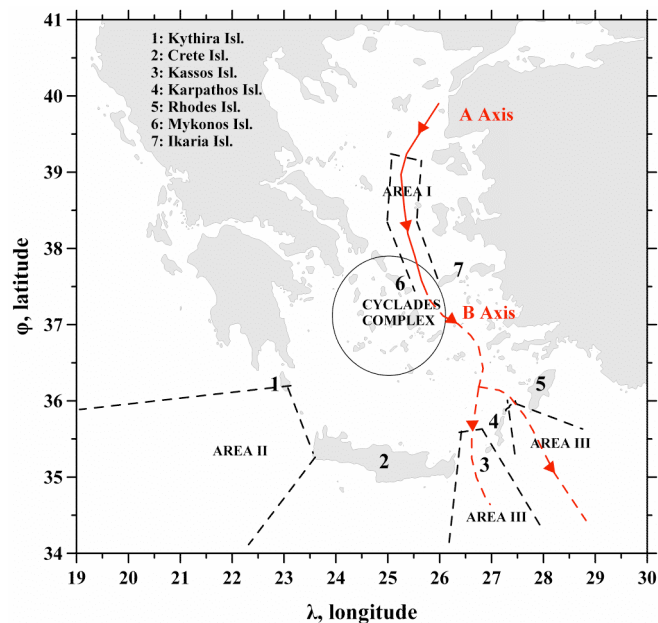 41
40
39
38
37
36
35
34
φ, latitude
1: Kythira Isl.
2: Crete Isl.
3: Kassos Isl.
4: Karpathos Isl.
5: Rhodes Isl.
6: Mykonos Isl.
7: Ikaria Isl.
A Axis
AREA I
7
6
CYCLADES
COMPLEX
B Axis
1
5
4
AREA II
AREA III
2
3
AREA III
19 20 21 22 23 24 25 26 27 28 29 30
λ, longitude